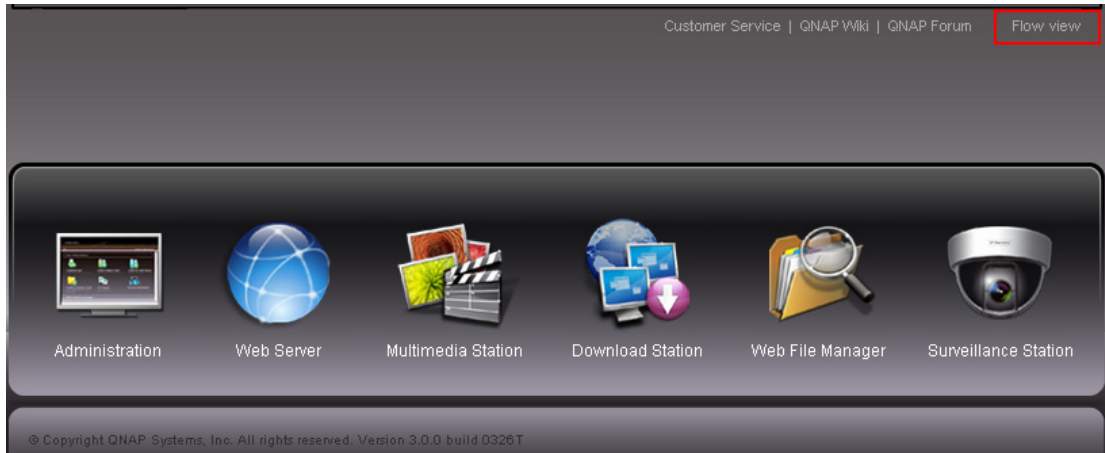 Customer Service | QNAP Wiki | QNAP Forum Flow view
Administration Web Server Multimedia Station Download Station Web File Manager Surveillance Station
© Copyright QNAP Systems, Inc. All rights reserved. Version 3.0.0 build 0326T